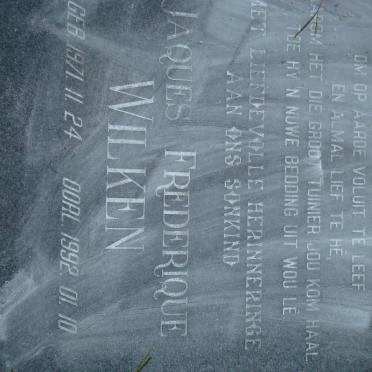 OM OP AARDE VOLUIT TE LEEF
EN ALMAL LIEF TE HÊ,
KOM HET DIE GROOT TUINIER JOU KOM HAAL
TOE HY 'N NUWE BEDDING UIT WOU LÊ
MET LIEFDEVOLLE HERINNERINGE
AAN ONS SONKIND
JAQUES FREDERIQUE
WILKEN
GEB. 1971. 11. 24 OORL. 1992. 01. 10